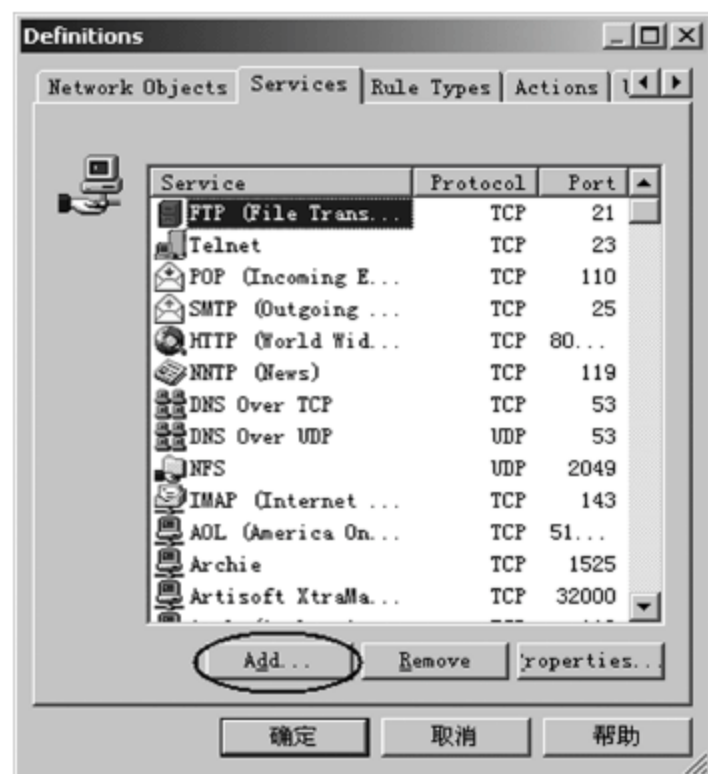 Definitions
Network Objects Services Rule Types Actions
Service Protocol Port
FTP (File Trans... TCP 21
Telnet TCP 23
POP (Incoming E... TCP 110
SMTP (Outgoing ... TCP 25
HTTP (World Wid... TCP 80...
NNTP (News) TCP 119
DNS Over TCP TCP 53
DNS Over UDP UDP 53
NFS UDP 2049
IMAP (Internet ... TCP 143
AOL (America On... TCP 51...
Archie TCP 1525
Artisoft XtraMa... TCP 32000
Add... Remove roperties...
确定 取消 帮助